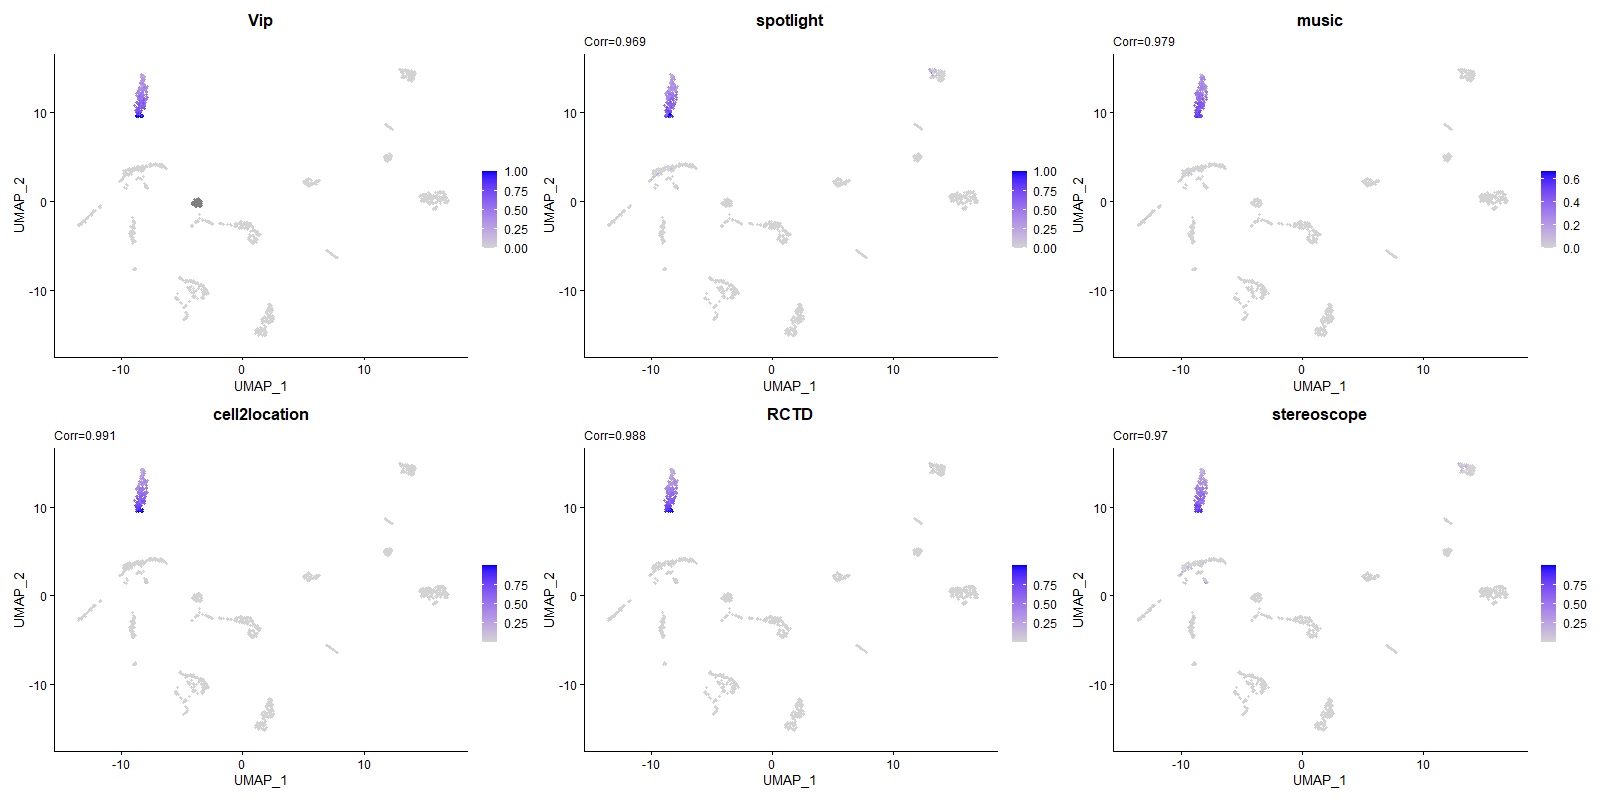 Vip
UMAP_2
10
0
-10
-10
0
10
UMAP_1
1.00
0.75
0.50
0.25
0.00
spotlight
Corr=0.969
UMAP_2
10
0
-10
-10
0
10
UMAP_1
1.00
0.75
0.50
0.25
0.00
music
Corr=0.979
UMAP_2
10
0
-10
-10
0
10
UMAP_1
0.6
0.4
0.2
0.0
cell2location
Corr=0.991
UMAP_2
10
0
-10
-10
0
10
UMAP_1
0.75
0.50
0.25
RCTD
Corr=0.988
UMAP_2
10
0
-10
-10
0
10
UMAP_1
0.75
0.50
0.25
stereoscope
Corr=0.97
UMAP_2
10
0
-10
-10
0
10
UMAP_1
0.75
0.50
0.25